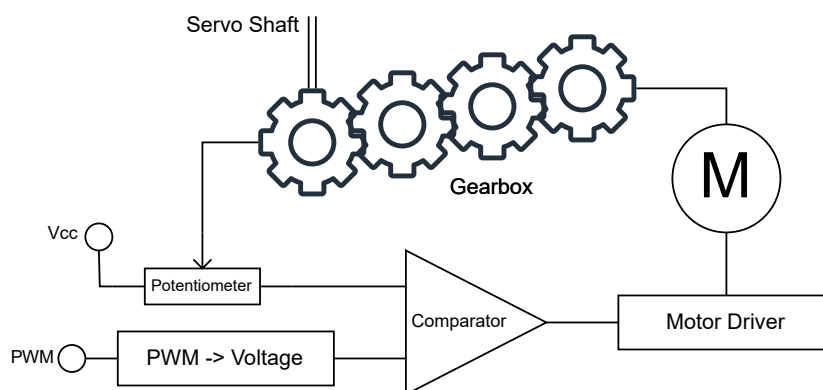 Servo Shaft
M
Gearbox
Vcc
Potentiometer
Comparator
Motor Driver
PWM
PWM -> Voltage